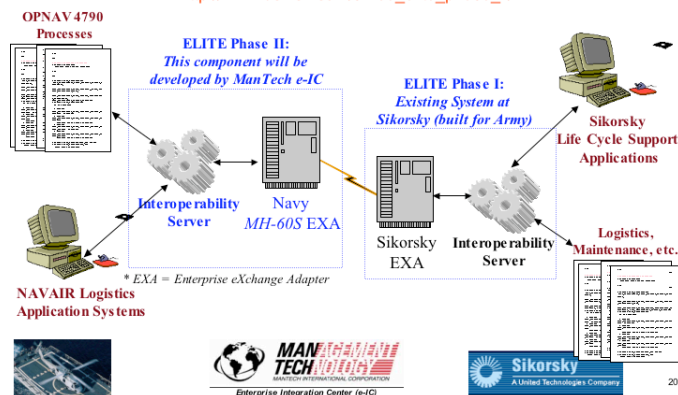 OPNAV 4790
Processes
ELITE Phase II:
This component will be
developed by ManTech e-IC
ELITE Phase I:
Existing System at
Sikorsky (built for Army)
Sikorsky
Life Cycle Support
Applications
Interoperability
Server
Navy
MH-60S EXA
Sikorsky
EXA
Interoperability
Server
Logistics,
Maintenance, etc.
* EXA = Enterprise eXchange Adapter
NAVAIR Logistics
Application Systems
MANAGEMENT
TECHNOLOGY
MANTECH INTERNATIONAL CORPORATION
Enterprise Integration Center (e-IC)
Sikorsky
A United Technologies Company
20